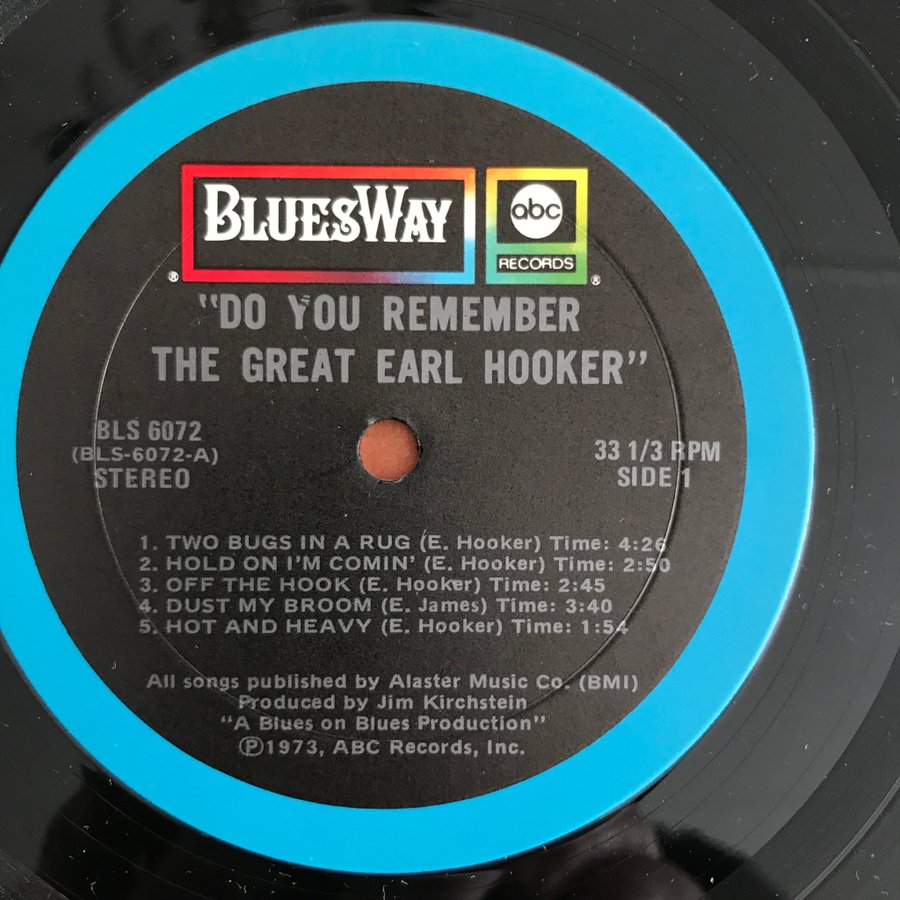 BLUESWAY
abc
RECORDS
®
®
"DO YOU REMEMBER
THE GREAT EARL HOOKER"
BLS 6072
(BLS-6072-A)
STEREO
33 1/3 RPM
SIDE 1
1. TWO BUGS IN A RUG (E. Hooker) Time: 4:26
2. HOLD ON I'M COMIN' (E. Hooker) Time: 2:50
3. OFF THE HOOK (E. Hooker) Time: 2:45
4. DUST MY BROOM (E. James) Time: 3:40
5. HOT AND HEAVY (E. Hooker) Time: 1:54
All songs published by Alaster Music Co. (BMI)
Produced by Jim Kirchstein
"A Blues on Blues Production"
Ⓟ1973, ABC Records, Inc.